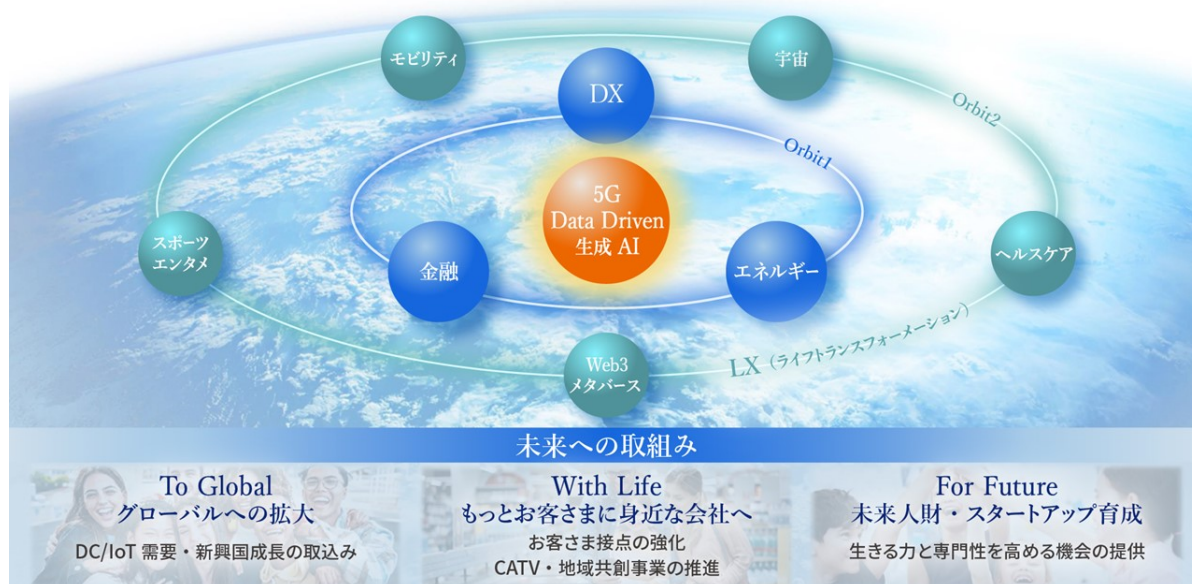 モビリティ
宇宙
DX
Orbit2
Orbit1
5G
Data Driven
生成 AI
スポーツ
エンタメ
金融
エネルギー
ヘルスケア
LX (ライフトランスフォーメーション)
Web3
メタバース
未来への取組み
To Global
グローバルへの拡大
DC/IoT 需要・新興国成長の取込み
With Life
もっとお客さまに身近な会社へ
お客さま接点の強化
CATV・地域共創事業の推進
For Future
未来人財・スタートアップ育成
生きる力と専門性を高める機会の提供